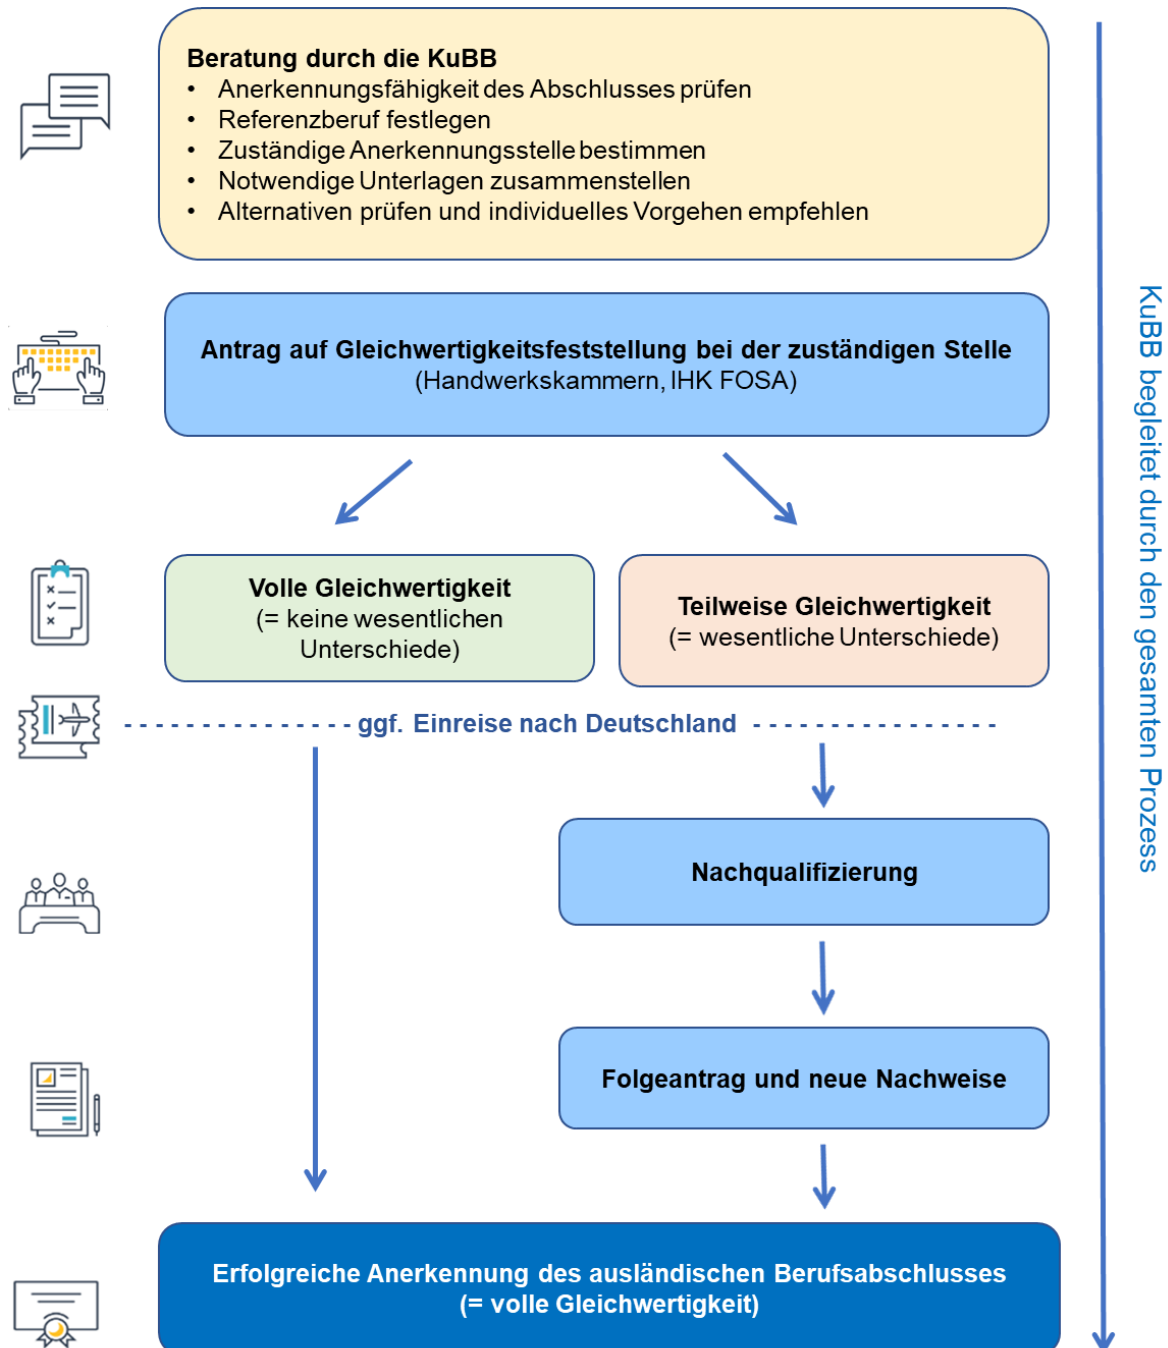 Beratung durch die KuBB
• Anerkennungsfähigkeit des Abschlusses prüfen
• Referenzberuf festlegen
• Zuständige Anerkennungsstelle bestimmen
• Notwendige Unterlagen zusammenstellen
• Alternativen prüfen und individuelles Vorgehen empfehlen
Antrag auf Gleichwertigkeitsfeststellung bei der zuständigen Stelle
(Handwerkskammern, IHK FOSA)
Volle Gleichwertigkeit
(= keine wesentlichen
Unterschiede)
Teilweise Gleichwertigkeit
(= wesentliche Unterschiede)
ggf. Einreise nach Deutschland
Nachqualifizierung
Folgeantrag und neue Nachweise
Erfolgreiche Anerkennung des ausländischen Berufsabschlusses
(= volle Gleichwertigkeit)
KuBB begleitet durch den gesamten Prozess